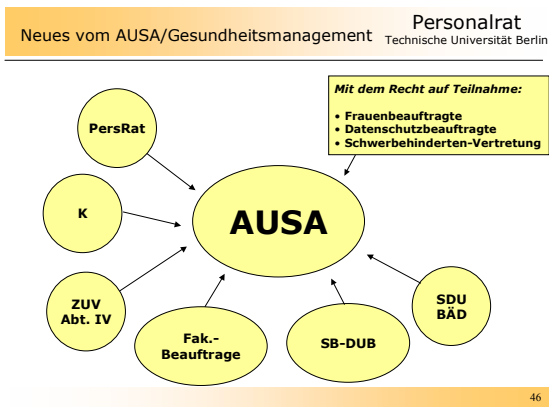 Neues vom AUSA/Gesundheitsmanagement
Personalrat
Technische Universität Berlin
Mit dem Recht auf Teilnahme:
• Frauenbeauftragte
• Datenschutzbeauftragte
• Schwerbehinderten-Vertretung
PersRat
K
AUSA
ZUV
Abt. IV
Fak.-
Beauftrage
SB-DUB
SDU
BÄD
46